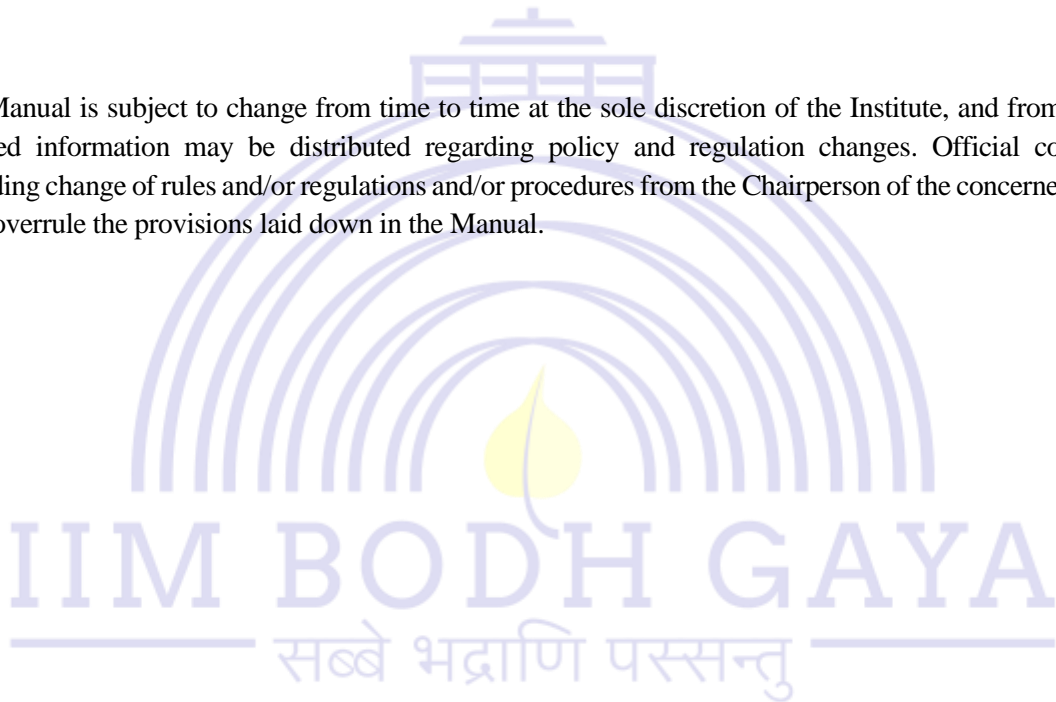 Manual is subject to change from time to time at the sole discretion of the Institute, and from
ed information may be distributed regarding policy and regulation changes. Official co
ding change of rules and/or regulations and/or procedures from the Chairperson of the concerne
overrule the provisions laid down in the Manual.
IIM BODH GAYA
सब्बे भद्राणि पस्सन्तु